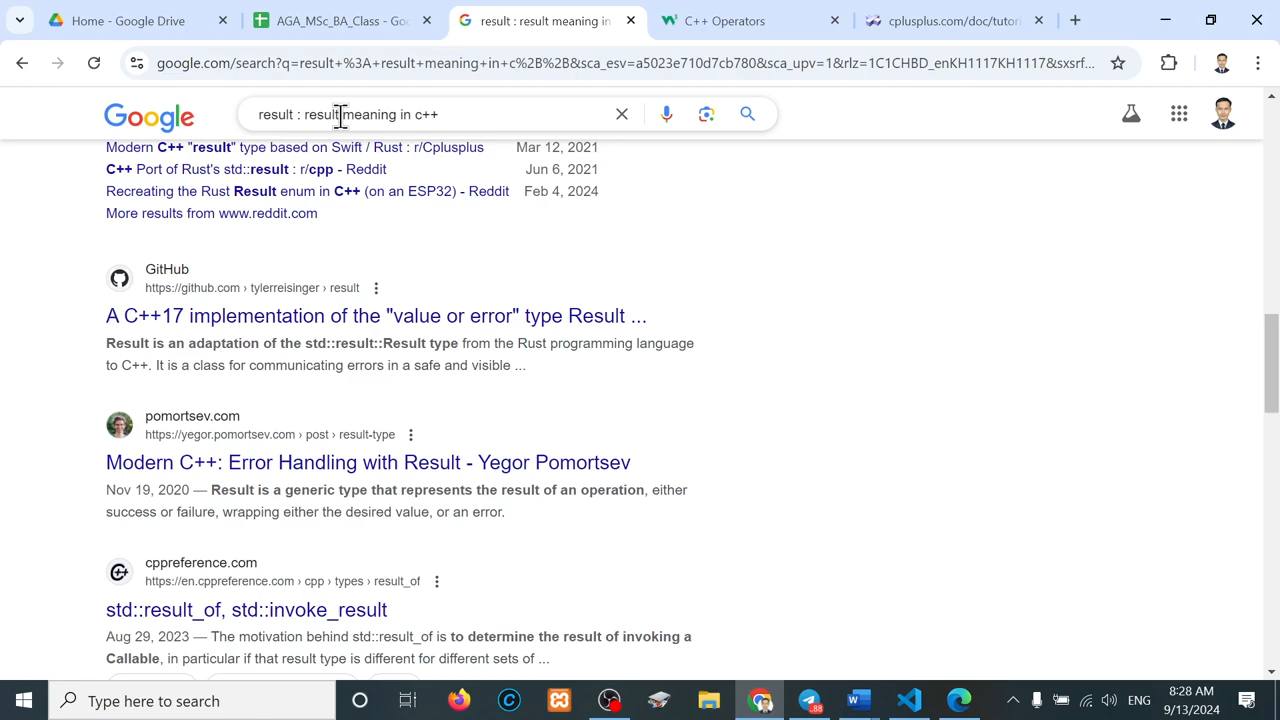 Home - Google Drive
AGA_MSc_BA_Class - Goo
result : result meaning in
C++ Operators
cplusplus.com/doc/tutori
google.com/search?q=result+%3A+result+meaning+in+c%2B%2B&sca_esv=a5023e710d7cb780&sca_upv=1&rlz=1C1CHBD_enKH1117KH1117&sxsrf...
Google
result : result meaning in c++
Modern C++ "result" type based on Swift / Rust : r/Cplusplus Mar 12, 2021
C++ Port of Rust's std::result : r/cpp - Reddit Jun 6, 2021
Recreating the Rust Result enum in C++ (on an ESP32) - Reddit Feb 4, 2024
More results from www.reddit.com
GitHub
https://github.com › tylerreisinger › result
A C++17 implementation of the "value or error" type Result ...
Result is an adaptation of the std::result::Result type from the Rust programming language
to C++. It is a class for communicating errors in a safe and visible ...
pomortsev.com
https://yegor.pomortsev.com › post › result-type
Modern C++: Error Handling with Result - Yegor Pomortsev
Nov 19, 2020 — Result is a generic type that represents the result of an operation, either
success or failure, wrapping either the desired value, or an error.
cppreference.com
https://en.cppreference.com › cpp › types › result_of
std::result_of, std::invoke_result
Aug 29, 2023 — The motivation behind std::result_of is to determine the result of invoking a
Callable, in particular if that result type is different for different sets of ...
Type here to search
88
ENG
8:28 AM
9/13/2024